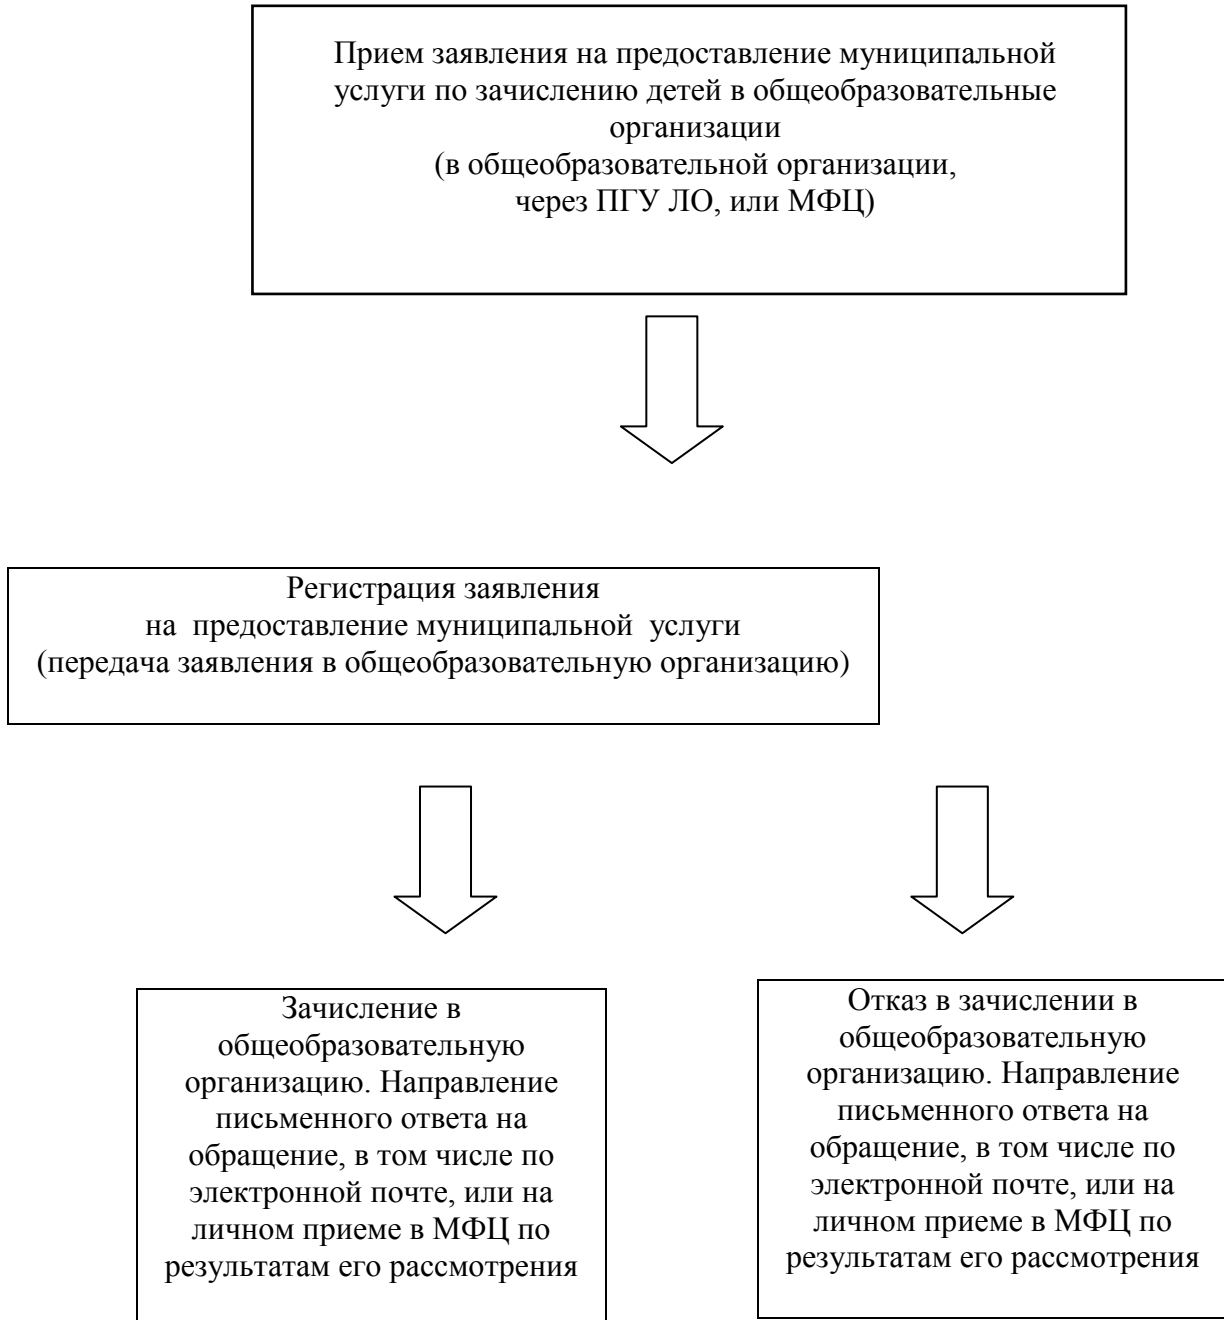 Прием заявления на предоставление муниципальной
услуги по зачислению детей в общеобразовательные
организации
(в общеобразовательной организации,
через ПГУ ЛО, или МФЦ)
Регистрация заявления
на предоставление муниципальной услуги
(передача заявления в общеобразовательную организацию)
Зачисление в
общеобразовательную
организацию. Направление
письменного ответа на
обращение, в том числе по
электронной почте, или на
личном приеме в МФЦ по
результатам его рассмотрения
Отказ в зачислении в
общеобразовательную
организацию. Направление
письменного ответа на
обращение, в том числе по
электронной почте, или на
личном приеме в МФЦ по
результатам его рассмотрения